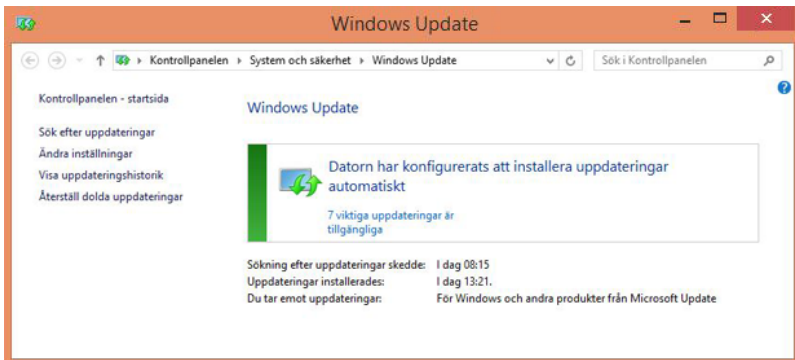 Windows Update
Kontrollpanelen ▸ System och säkerhet ▸ Windows Update
Sök i Kontrollpanelen
Kontrollpanelen - startsida
Sök efter uppdateringar
Ändra inställningar
Visa uppdateringshistorik
Återställ dolda uppdateringar
Windows Update
Datorn har konfigurerats att installera uppdateringar
automatiskt
7 viktiga uppdateringar är
tillgängliga
Sökning efter uppdateringar skedde: I dag 08:15
Uppdateringar installerades: I dag 13:21.
Du tar emot uppdateringar: För Windows och andra produkter från Microsoft Update